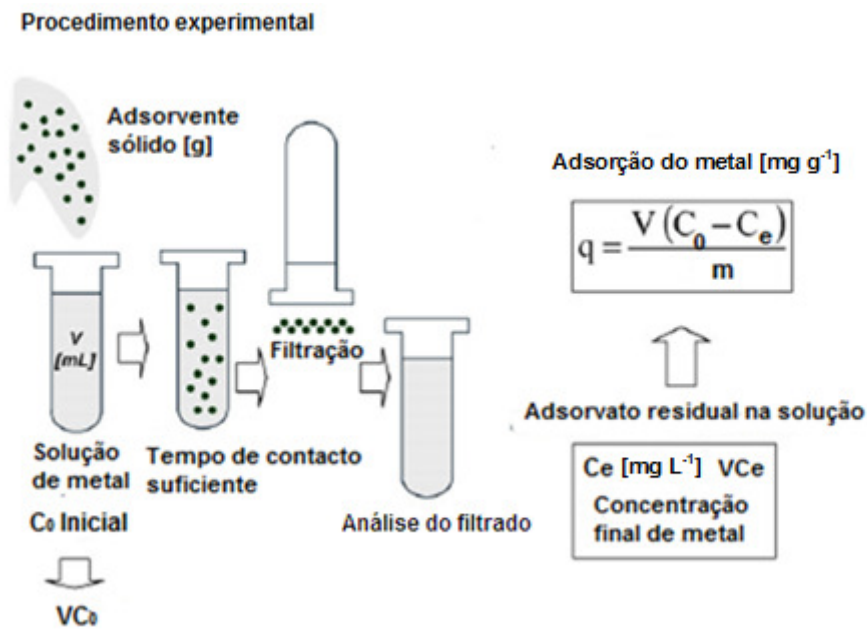 Procedimento experimental
Adsorvente
sólido [g]
V
[mL]
Solução
de metal
C₀ Inicial
VC₀
Tempo de contacto
suficiente
Filtração
Análise do filtrado
Adsorção do metal [mg g⁻¹]
q = V (C₀ – Cₑ) / m
Adsorvato residual na solução
Ce [mg L⁻¹] VCe
Concentração
final de metal